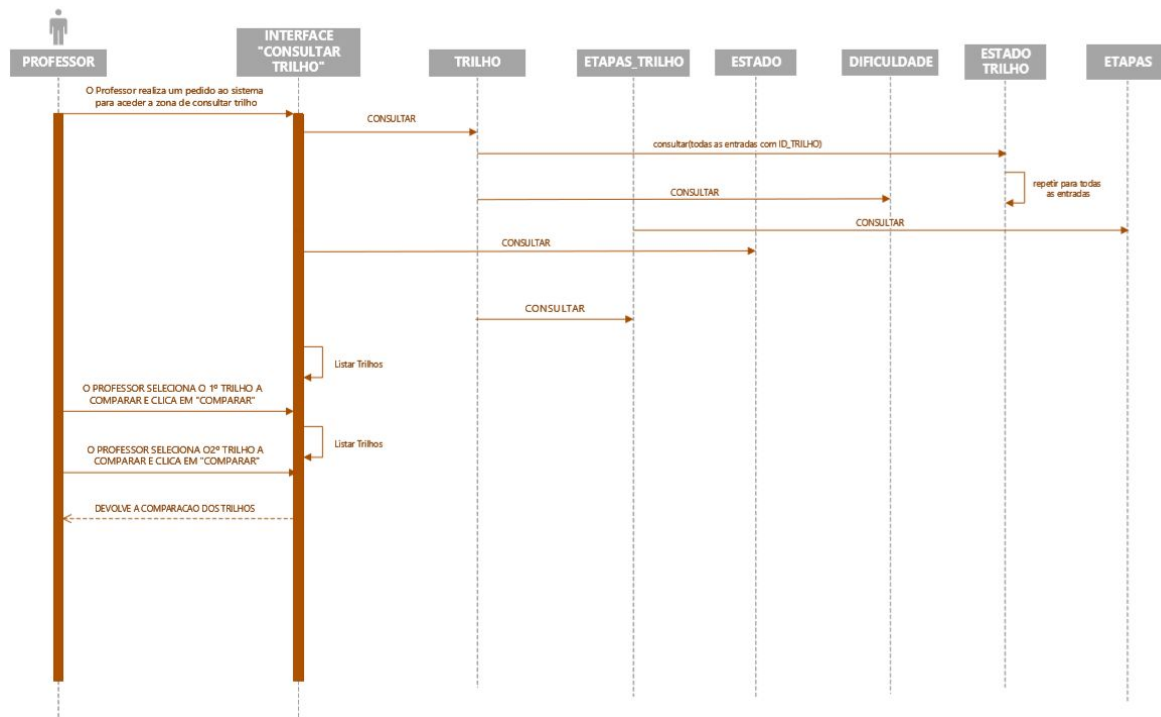 PROFESSOR
INTERFACE
"CONSULTAR
TRILHO"
TRILHO
ETAPAS_TRILHO
ESTADO
DIFICULDADE
ESTADO
TRILHO
ETAPAS
O Professor realiza um pedido ao sistema
para aceder a zona de consultar trilho
CONSULTAR
consultar(todas as entradas com ID_TRILHO)
repetir para todas
as entradas
CONSULTAR
CONSULTAR
CONSULTAR
CONSULTAR
Listar Trilhos
O PROFESSOR SELECIONA O 1º TRILHO A
COMPARAR E CLICA EM "COMPARAR"
Listar Trilhos
O PROFESSOR SELECIONA O2º TRILHO A
COMPARAR E CLICA EM "COMPARAR"
DEVOLVE A COMPARACAO DOS TRILHOS